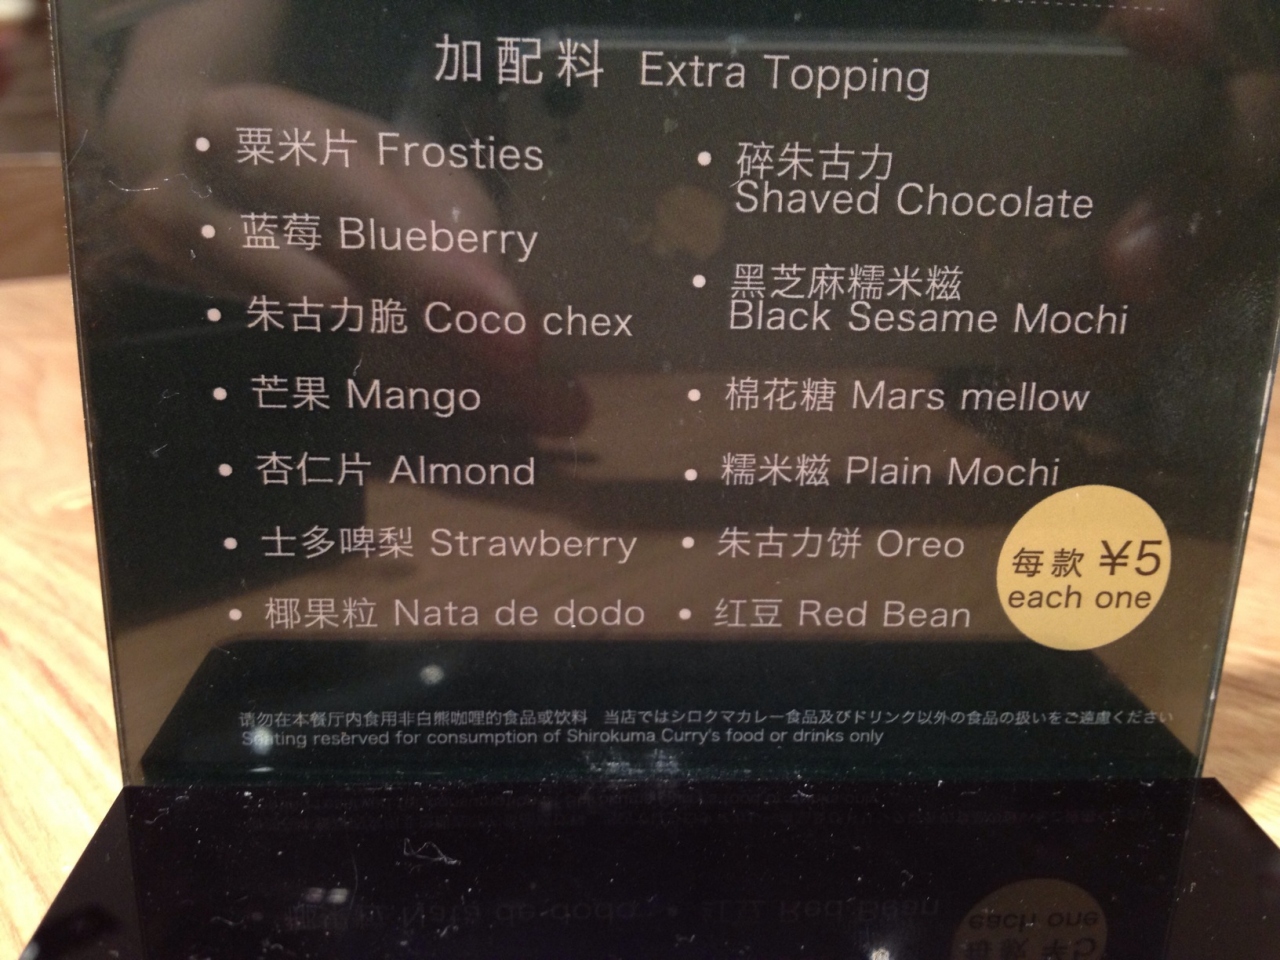 加配料 Extra Topping
• 粟米片 Frosties
• 蓝莓 Blueberry
• 朱古力脆 Coco chex
• 芒果 Mango
• 杏仁片 Almond
• 士多啤梨 Strawberry
• 椰果粒 Nata de dodo
• 碎朱古力
Shaved Chocolate
• 黑芝麻糯米糍
Black Sesame Mochi
• 棉花糖 Mars mellow
• 糯米糍 Plain Mochi
• 朱古力饼 Oreo
• 红豆 Red Bean
每款 ¥5
each one
请勿在本餐厅内食用非白熊咖哩的食品或饮料 当店ではシロクマカレー食品及びドリンク以外の食品の扱いをご遠慮ください
Seating reserved for consumption of Shirokuma Curry's food or drinks only